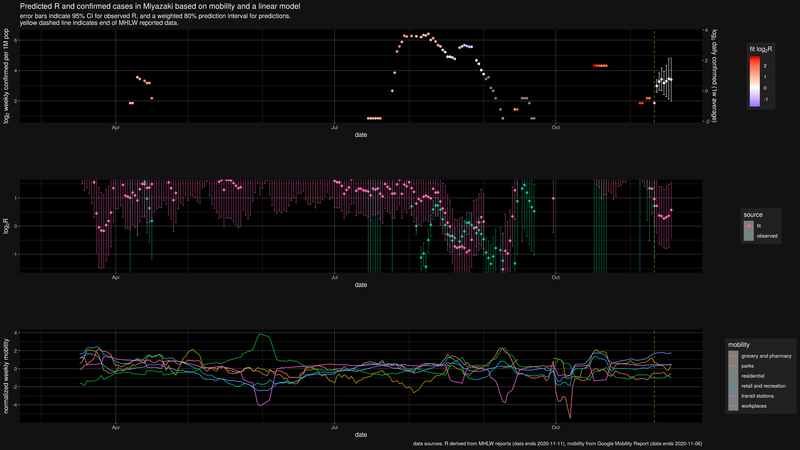 Predicted R and confirmed cases in Miyazaki based on mobility and a linear model
error bars indicate 95% CI for observed R, and a weighted 80% prediction interval for predictions.
yellow dashed line indicates end of MHLW reported data.
log₂ weekly confirmed per 1M pop
6
4
2
4
2
0
-2
log₂ daily confirmed (1w average)
Apr
Jul
Oct
date
fit log₂R
2
1
0
-1
log₂R
1
0
-1
Apr
Jul
Oct
date
source
fit
observed
normalised weekly mobility
4
2
0
-2
-4
Apr
Jul
Oct
date
mobility
grocery and pharmacy
parks
residential
retail and recreation
transit stations
workplaces
data sources: R derived from MHLW reports (data ends 2020-11-11), mobility from Google Mobility Report (data ends 2020-11-06)